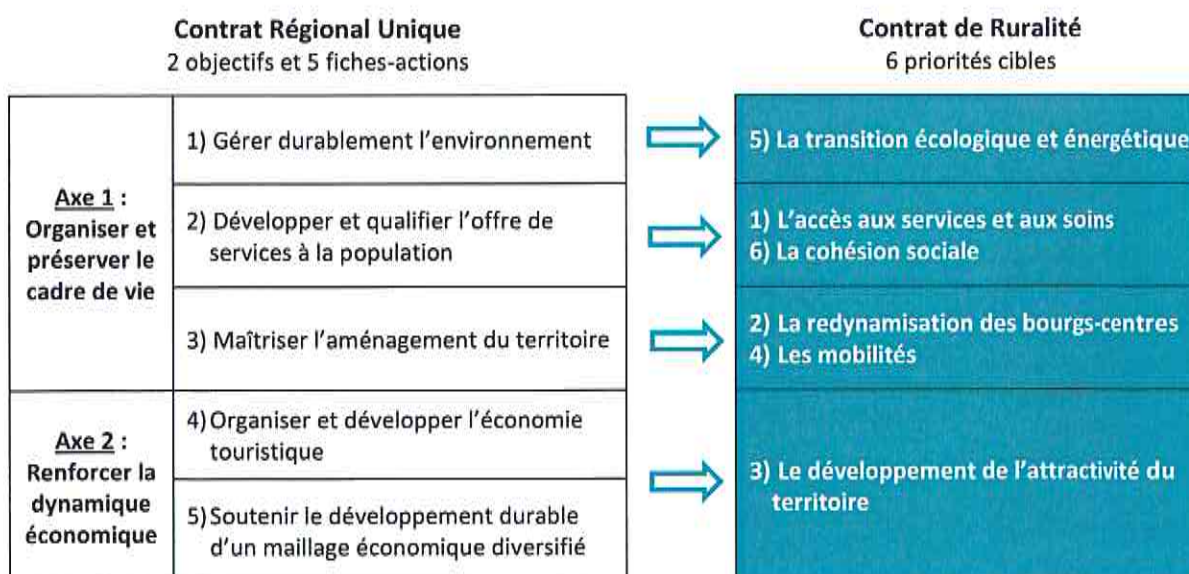 Contrat Régional Unique
2 objectifs et 5 fiches-actions
Contrat de Ruralité
6 priorités cibles
Axe 1 :
Organiser et
préserver le
cadre de vie
1) Gérer durablement l'environnement
5) La transition écologique et énergétique
2) Développer et qualifier l'offre de
services à la population
1) L'accès aux services et aux soins
6) La cohésion sociale
3) Maîtriser l'aménagement du territoire
2) La redynamisation des bourgs-centres
4) Les mobilités
Axe 2 :
Renforcer la
dynamique
économique
4) Organiser et développer l'économie
touristique
5) Soutenir le développement durable
d'un maillage économique diversifié
3) Le développement de l'attractivité du
territoire